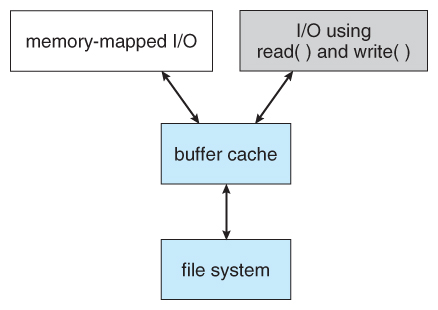 memory-mapped I/O
I/O using
read( ) and write( )
buffer cache
file system